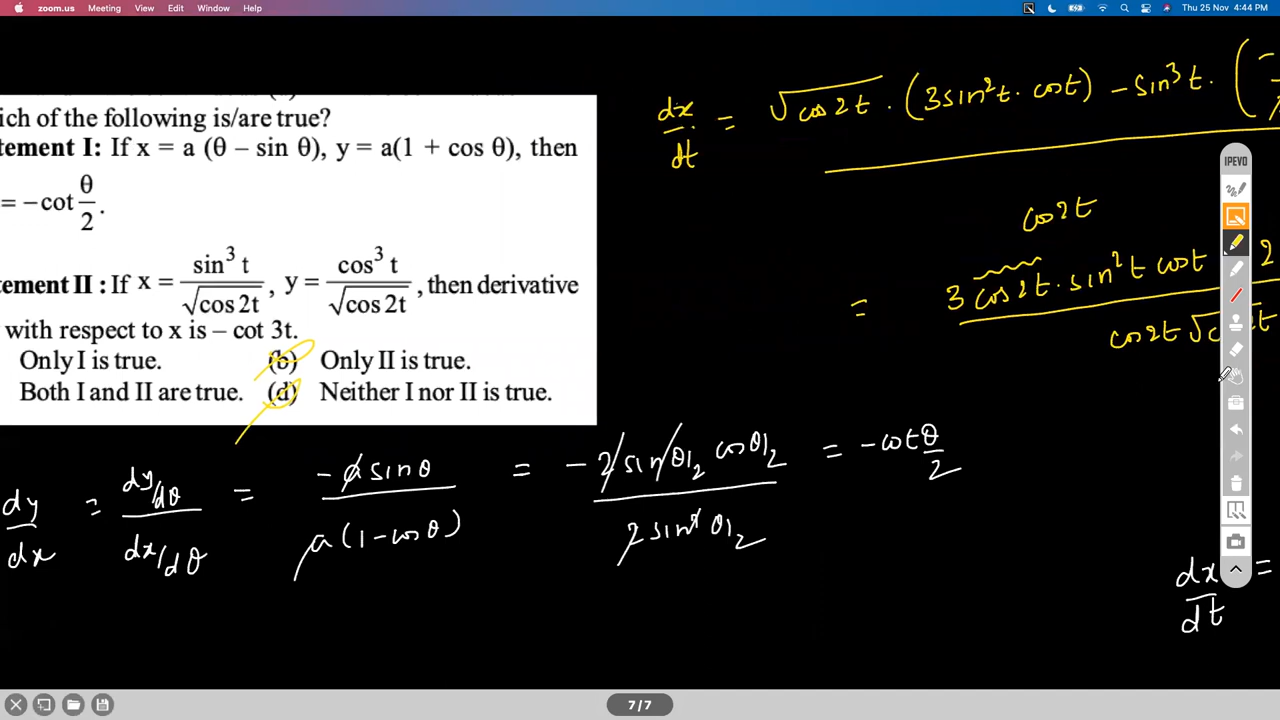 zoom.us Meeting View Edit Window Help Thu 25 Nov 4:44 PM
ich of the following is/are true?
tement I: If x = a (θ – sin θ), y = a(1 + cos θ), then
= –cot θ/2.
tement II : If x = sin³ t/√cos 2t, y = cos³ t/√cos 2t, then derivative
with respect to x is – cot 3t.
Only I is true. (b) Only II is true.
Both I and II are true. (d) Neither I nor II is true.
dx/dt = √cos2t · (3sin²t · cost) – sin³t · (
cos2t
= 3 cos2t · sin²t cost 2
cos2t √
dy/dx = dy/dθ / dx/dθ = -a sinθ / a(1-cosθ) = - 2 sinθ/2 cosθ/2 / 2 sin²θ/2 = -cot θ/2
dx/dt =
IPEVO
7/7